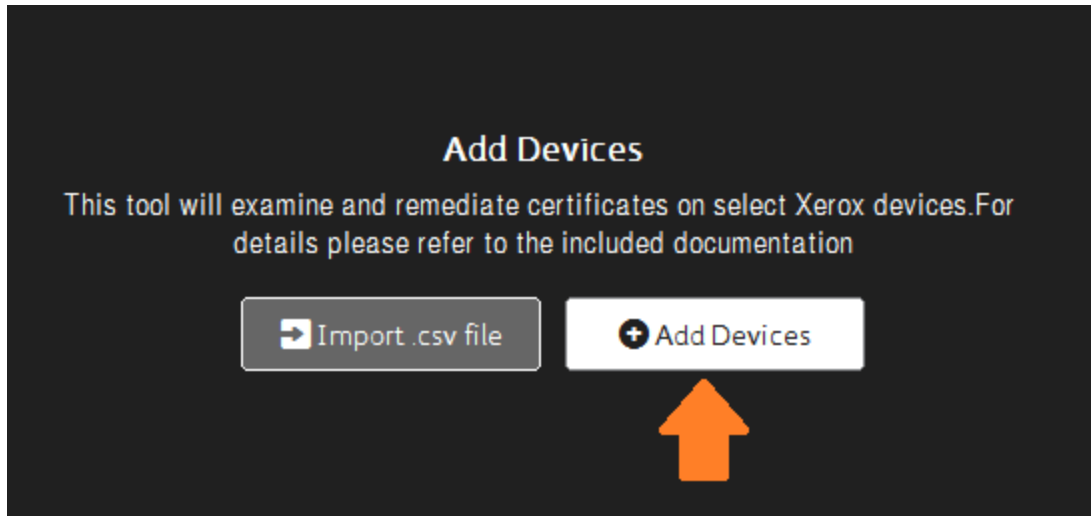 Add Devices
This tool will examine and remediate certificates on select Xerox devices.For
details please refer to the included documentation
Import .csv file
Add Devices